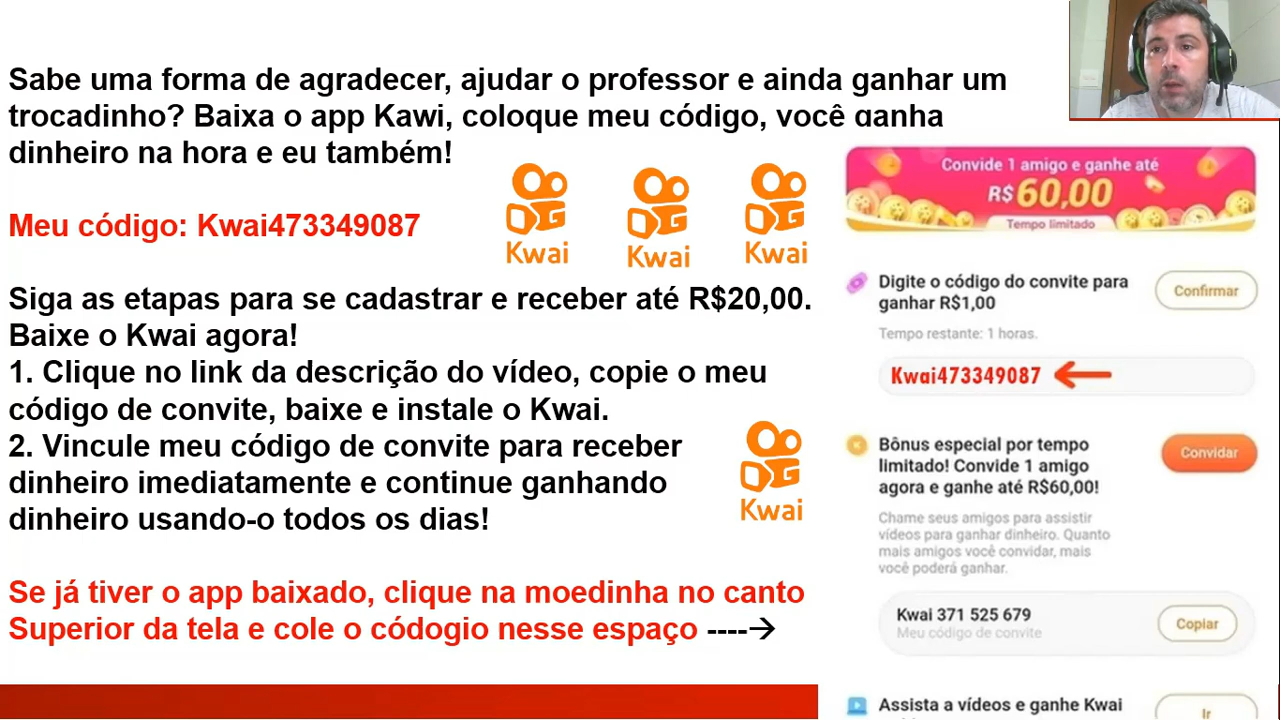 Sabe uma forma de agradecer, ajudar o professor e ainda ganhar um
trocadinho? Baixa o app Kawi, coloque meu código, você ganha
dinheiro na hora e eu também!
Kwai
Kwai
Kwai
Meu código: Kwai473349087
Siga as etapas para se cadastrar e receber até R$20,00.
Baixe o Kwai agora!
1. Clique no link da descrição do vídeo, copie o meu
código de convite, baixe e instale o Kwai.
2. Vincule meu código de convite para receber
dinheiro imediatamente e continue ganhando
dinheiro usando-o todos os dias!
Kwai
Se já tiver o app baixado, clique na moedinha no canto
Superior da tela e cole o códogio nesse espaço ----→
Convide 1 amigo e ganhe até
R$ 60,00
Tempo limitado
Digite o código do convite para
ganhar R$1,00
Confirmar
Tempo restante: 1 horas.
Kwai473349087
Bônus especial por tempo
limitado! Convide 1 amigo
agora e ganhe até R$60,00!
Convidar
Chame seus amigos para assistir
vídeos para ganhar dinheiro. Quanto
mais amigos você convidar, mais
você poderá ganhar.
Kwai 371 525 679
Meu código de convite
Copiar
Assista a vídeos e ganhe Kwai
Ir